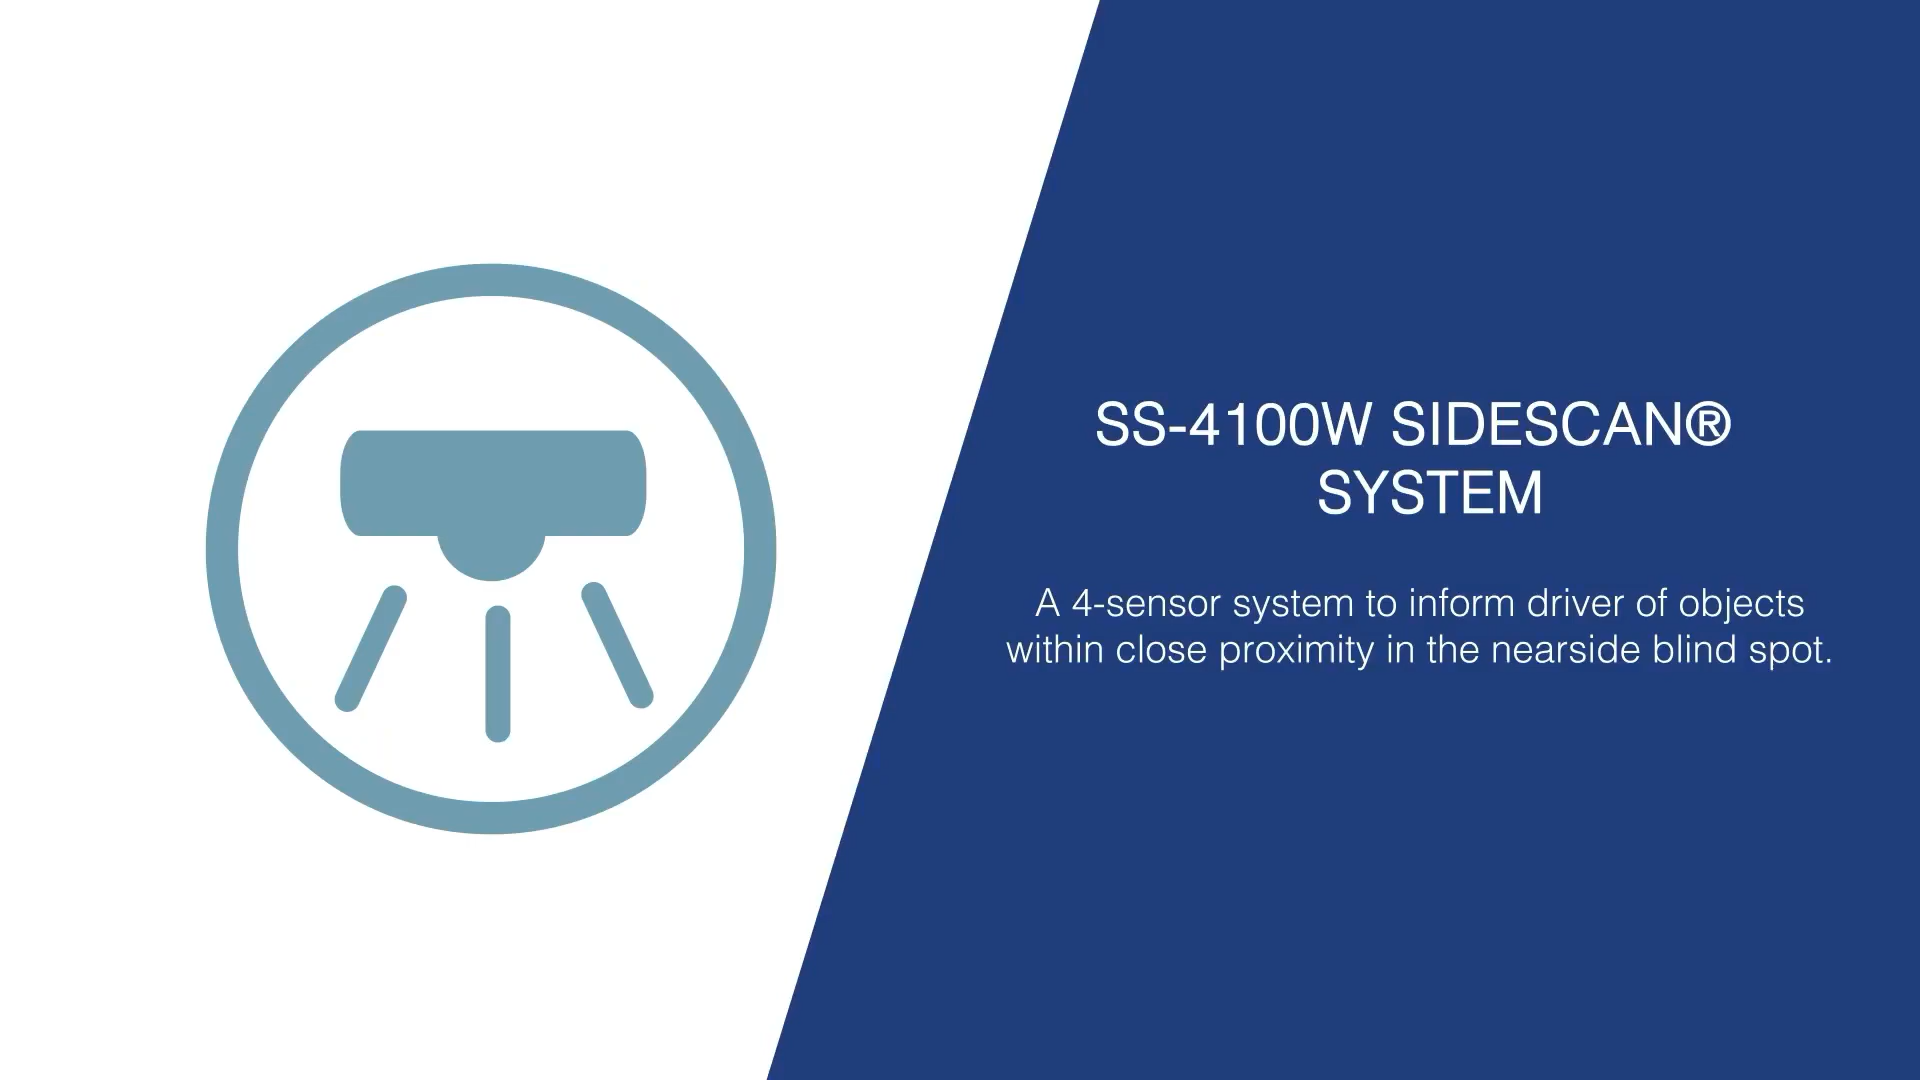 SS-4100W SIDESCAN®
SYSTEM
A 4-sensor system to inform driver of objects
within close proximity in the nearside blind spot.